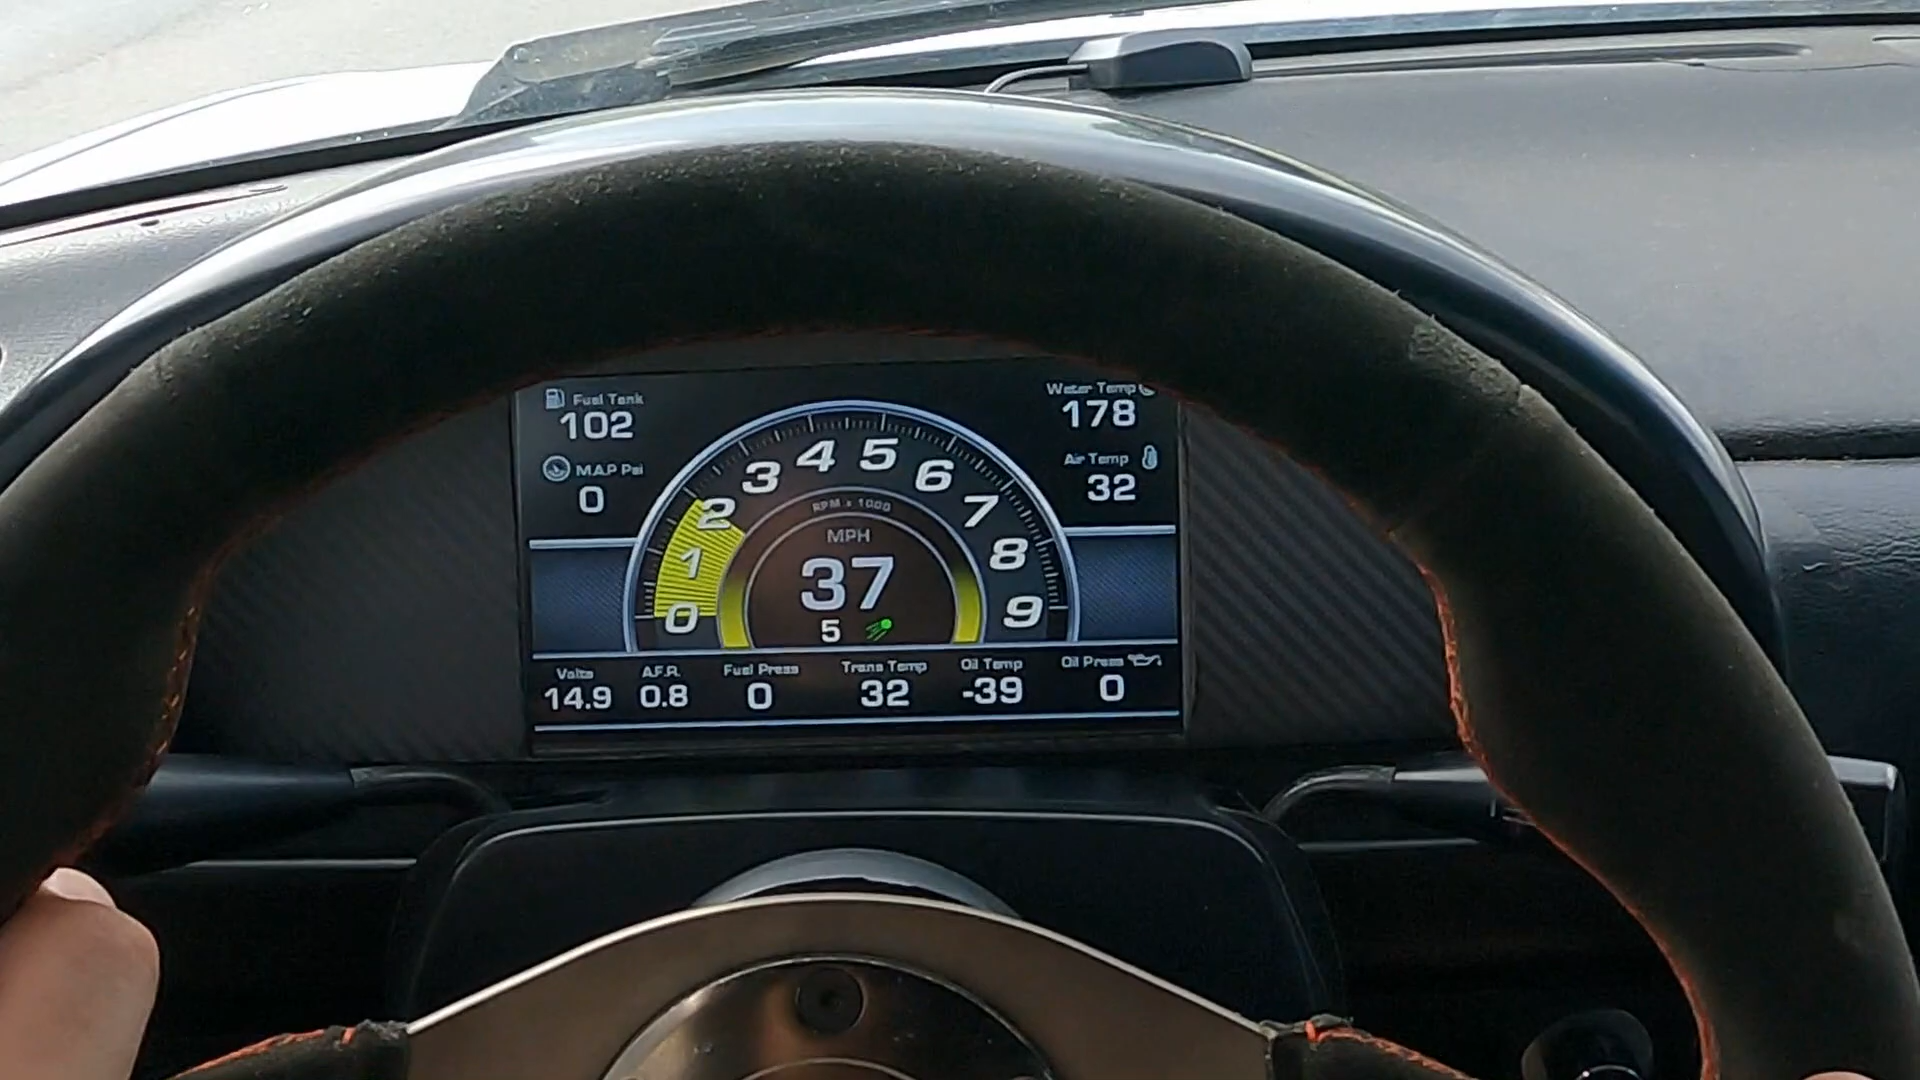 Fuel Tank
102
Water Temp
178
MAP Psi
0
Air Temp
32
0 1 2 3 4 5 6 7 8 9
RPM x 1000
MPH
37
5
Volts
14.9
A.F.R.
0.8
Fuel Press
0
Trans Temp
32
Oil Temp
-39
Oil Press
0